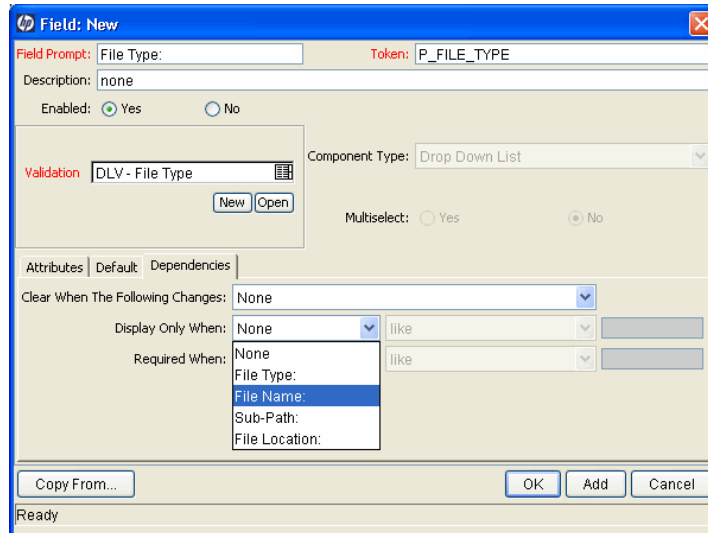 hp Field: New
Field Prompt: File Type: Token: P_FILE_TYPE
Description: none
Enabled: Yes No
Validation DLV - File Type Component Type: Drop Down List
New Open Multiselect: Yes No
Attributes Default Dependencies
Clear When The Following Changes: None
Display Only When: None like
Required When: like
None
File Type:
File Name:
Sub-Path:
File Location:
Copy From... OK Add Cancel
Ready